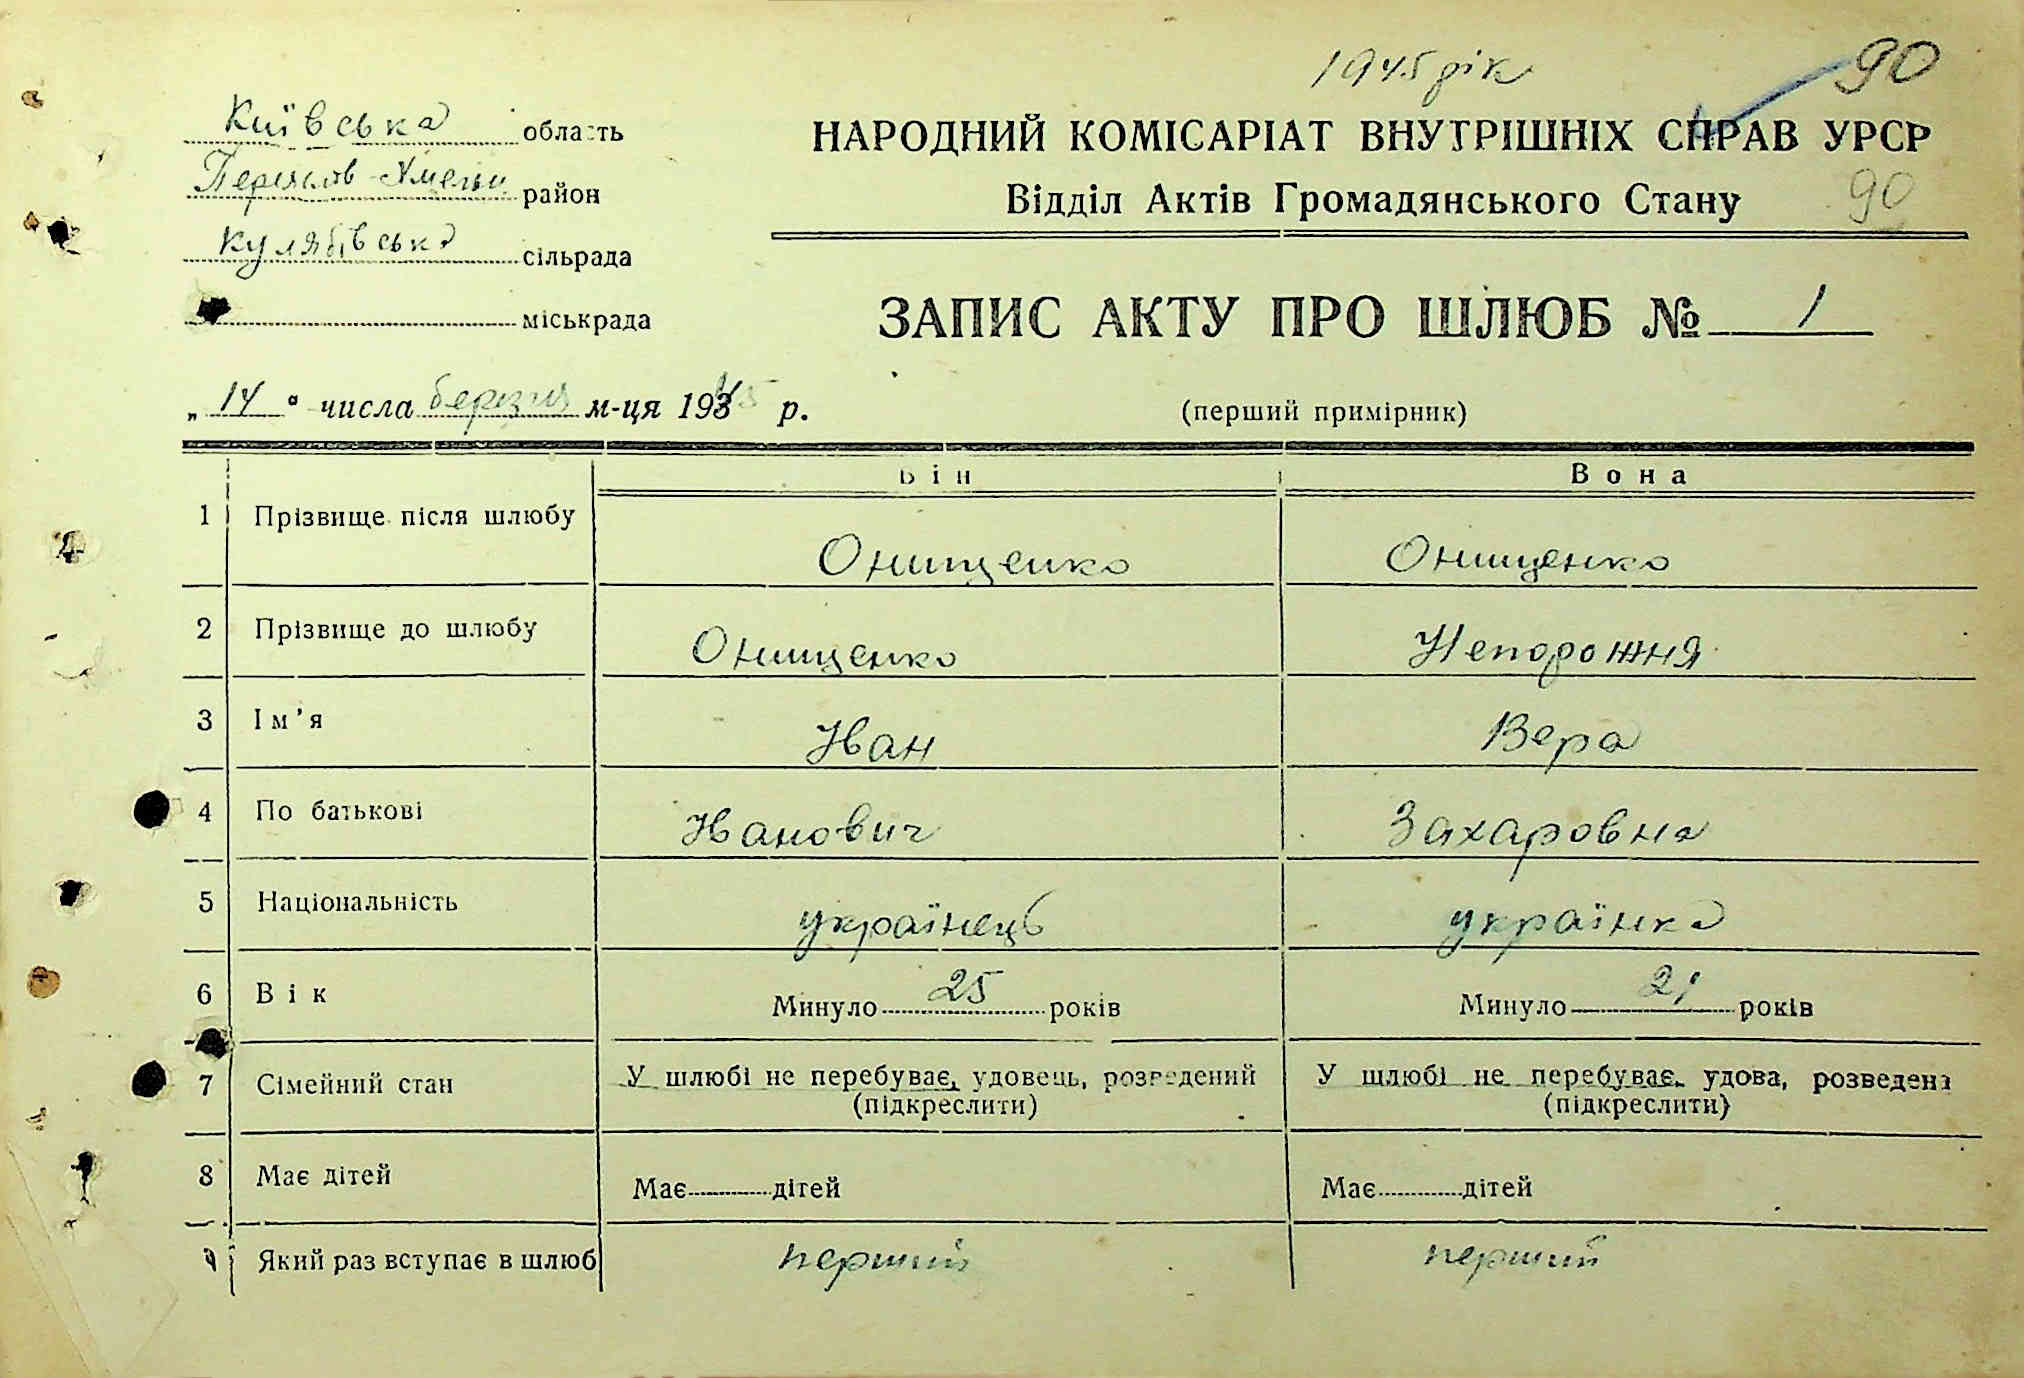 1945 рік 90
Київська область
НАРОДНИЙ КОМІСАРІАТ ВНУТРІШНІХ СПРАВ УРСР
Переяслів-Хмельн район
Відділ Актів Громадянського Стану 90
Кулябівська сільрада
міськрада
ЗАПИС АКТУ ПРО ШЛЮБ № 1
„14“ числа березня м-ця 1945 р.
(перший примірник)
Він Вона
1 Прізвище після шлюбу Онищенко Онищенко
2 Прізвище до шлюбу Онищенко Непорожня
3 Ім'я Иван Вера
4 По батькові Иванович Захаровна
5 Національність українець українка
6 Вік Минуло 25 років Минуло 21 років
7 Сімейний стан У шлюбі не перебуває, удовець, розведений У шлюбі не перебуває, удова, розведена
(підкреслити) (підкреслити)
8 Має дітей Має дітей Має дітей
9 Який раз вступає в шлюб перший перший